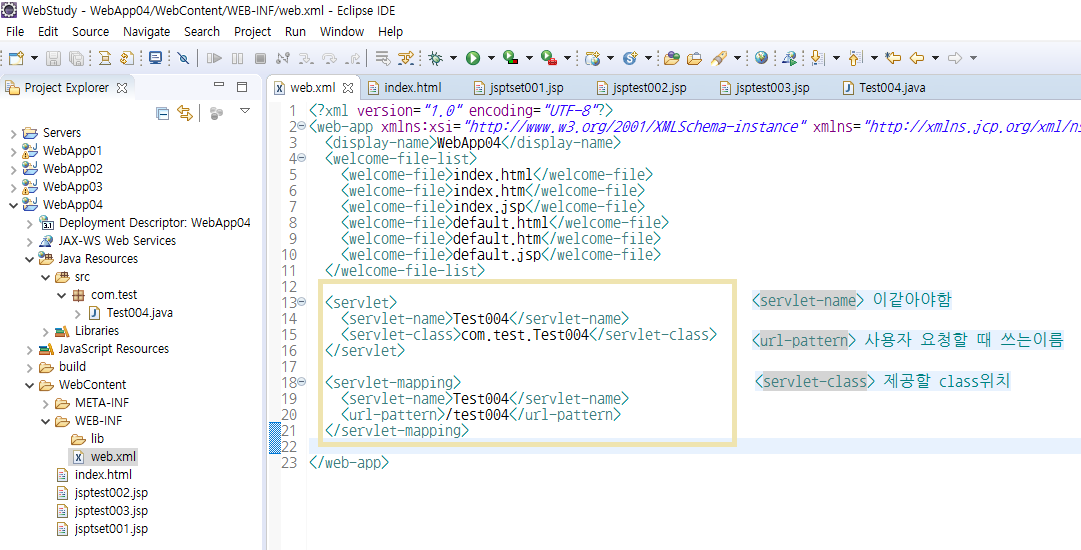 WebStudy - WebApp04/WebContent/WEB-INF/web.xml - Eclipse IDE
File Edit Source Navigate Search Project Run Window Help
Project Explorer
Servers
WebApp01
WebApp02
WebApp03
WebApp04
Deployment Descriptor: WebApp04
JAX-WS Web Services
Java Resources
src
com.test
Test004.java
Libraries
JavaScript Resources
build
WebContent
META-INF
WEB-INF
lib
web.xml
index.html
jsptest002.jsp
jsptest003.jsp
jsptset001.jsp
web.xml index.html jsptset001.jsp jsptest002.jsp jsptest003.jsp Test004.java
1 <?xml version="1.0" encoding="UTF-8"?>
2 <web-app xmlns:xsi="http://www.w3.org/2001/XMLSchema-instance" xmlns="http://xmlns.jcp.org/xml/ns
3 <display-name>WebApp04</display-name>
4 <welcome-file-list>
5 <welcome-file>index.html</welcome-file>
6 <welcome-file>index.htm</welcome-file>
7 <welcome-file>index.jsp</welcome-file>
8 <welcome-file>default.html</welcome-file>
9 <welcome-file>default.htm</welcome-file>
10 <welcome-file>default.jsp</welcome-file>
11 </welcome-file-list>
12
13 <servlet>
14 <servlet-name>Test004</servlet-name>
15 <servlet-class>com.test.Test004</servlet-class>
16 </servlet>
17
18 <servlet-mapping>
19 <servlet-name>Test004</servlet-name>
20 <url-pattern>/test004</url-pattern>
21 </servlet-mapping>
22
23 </web-app>
<servlet-name> 이같아야함
<url-pattern> 사용자 요청할 때 쓰는이름
<servlet-class> 제공할 class위치